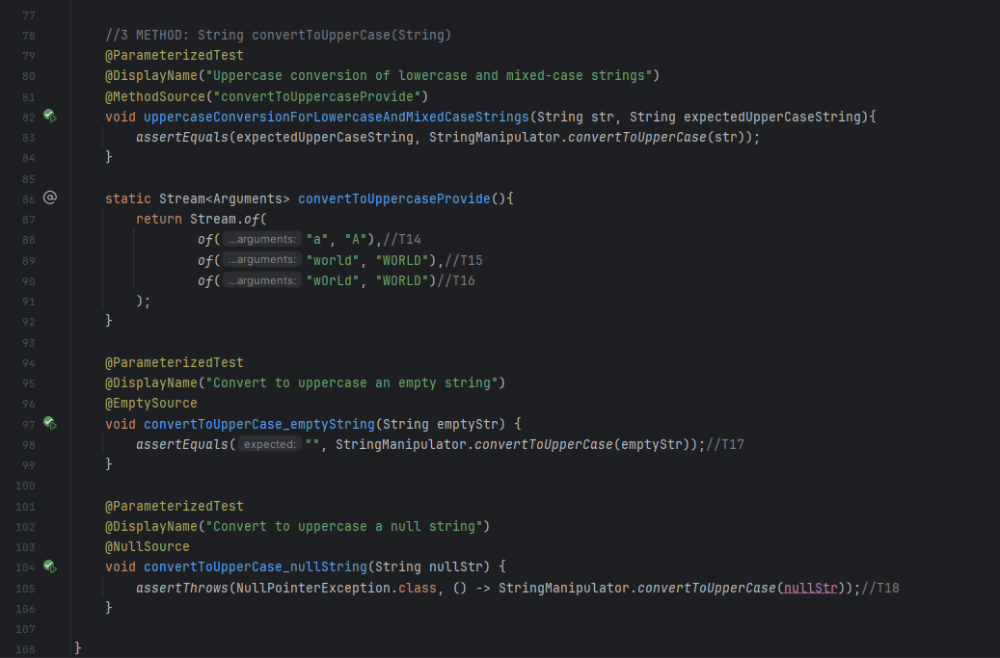 77
78 //3 METHOD: String convertToUpperCase(String)
79 @ParameterizedTest
80 @DisplayName("Uppercase conversion of lowercase and mixed-case strings")
81 @MethodSource("convertToUppercaseProvide")
82 void uppercaseConversionForLowercaseAndMixedCaseStrings(String str, String expectedUpperCaseString){
83 assertEquals(expectedUpperCaseString, StringManipulator.convertToUpperCase(str));
84 }
85
86 @ static Stream<Arguments> convertToUppercaseProvide(){
87 return Stream.of(
88 of( ...arguments: "a", "A"),//T14
89 of( ...arguments: "world", "WORLD"),//T15
90 of( ...arguments: "wOrLd", "WORLD")//T16
91 );
92 }
93
94 @ParameterizedTest
95 @DisplayName("Convert to uppercase an empty string")
96 @EmptySource
97 void convertToUpperCase_emptyString(String emptyStr) {
98 assertEquals( expected: "", StringManipulator.convertToUpperCase(emptyStr));//T17
99 }
100
101 @ParameterizedTest
102 @DisplayName("Convert to uppercase a null string")
103 @NullSource
104 void convertToUpperCase_nullString(String nullStr) {
105 assertThrows(NullPointerException.class, () -> StringManipulator.convertToUpperCase(nullStr));//T18
106 }
107
108 }